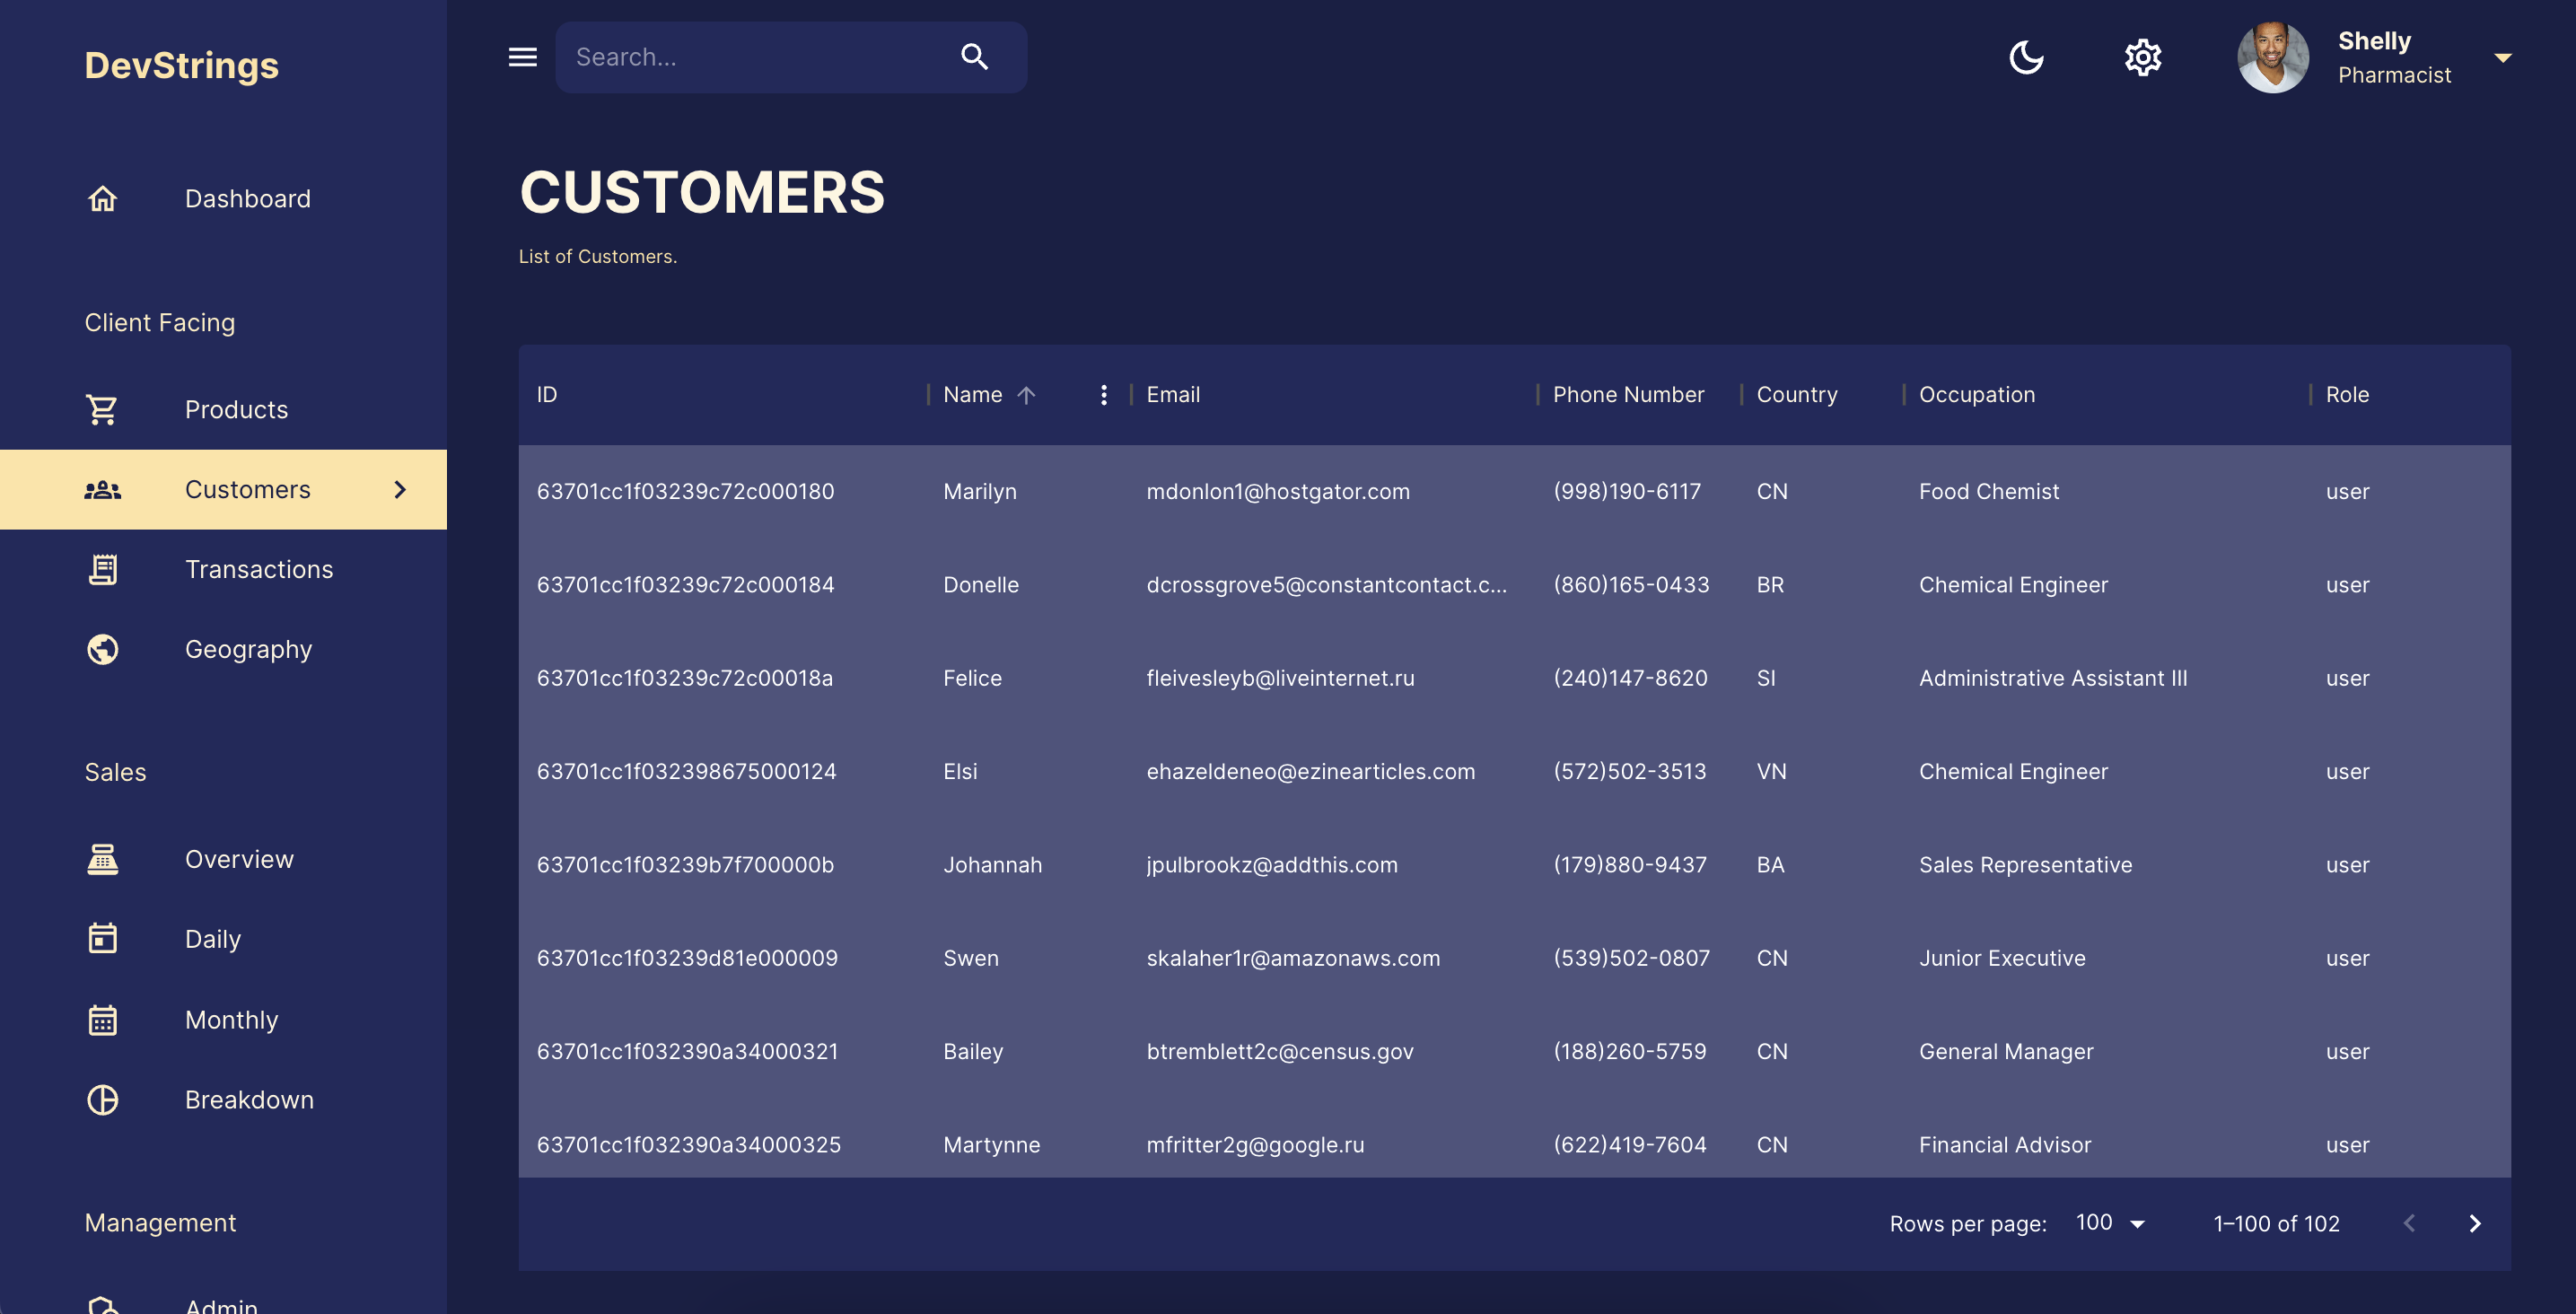 DevStrings
Search...
Shelly
Pharmacist
Dashboard
Client Facing
Products
Customers
Transactions
Geography
Sales
Overview
Daily
Monthly
Breakdown
Management
Admin
CUSTOMERS
List of Customers.
ID Name Email Phone Number Country Occupation Role
63701cc1f03239c72c000180 Marilyn mdonlon1@hostgator.com (998)190-6117 CN Food Chemist user
63701cc1f03239c72c000184 Donelle dcrossgrove5@constantcontact.c... (860)165-0433 BR Chemical Engineer user
63701cc1f03239c72c00018a Felice fleivesleyb@liveinternet.ru (240)147-8620 SI Administrative Assistant III user
63701cc1f032398675000124 Elsi ehazeldeneo@ezinearticles.com (572)502-3513 VN Chemical Engineer user
63701cc1f03239b7f700000b Johannah jpulbrookz@addthis.com (179)880-9437 BA Sales Representative user
63701cc1f03239d81e000009 Swen skalaher1r@amazonaws.com (539)502-0807 CN Junior Executive user
63701cc1f032390a34000321 Bailey btremblett2c@census.gov (188)260-5759 CN General Manager user
63701cc1f032390a34000325 Martynne mfritter2g@google.ru (622)419-7604 CN Financial Advisor user
Rows per page: 100 1–100 of 102